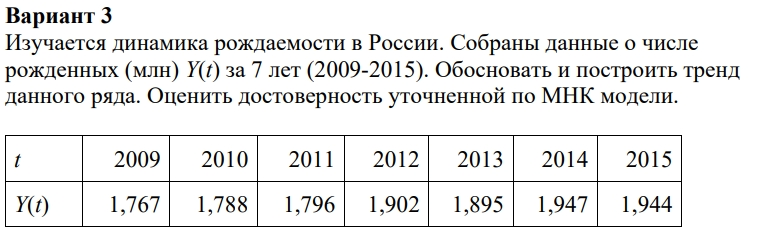 Вариант 3
Изучается динамика рождаемости в России. Собраны данные о числе
рожденных (млн) Y(t) за 7 лет (2009-2015). Обосновать и построить тренд
данного ряда. Оценить достоверность уточненной по МНК модели.
t 2009 2010 2011 2012 2013 2014 2015
Y(t) 1,767 1,788 1,796 1,902 1,895 1,947 1,944